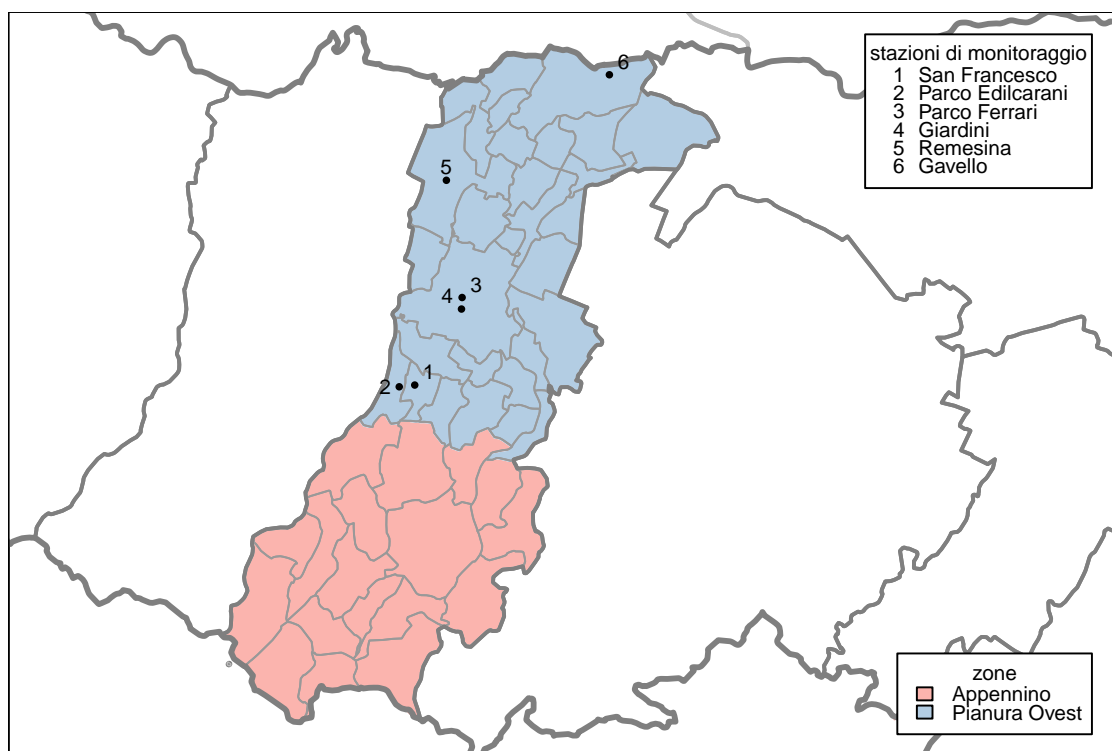 6
stazioni di monitoraggio
1 San Francesco
2 Parco Edilcarani
3 Parco Ferrari
4 Giardini
5 Remesina
6 Gavello
5
3
4
1
2
zone
Appennino
Pianura Ovest